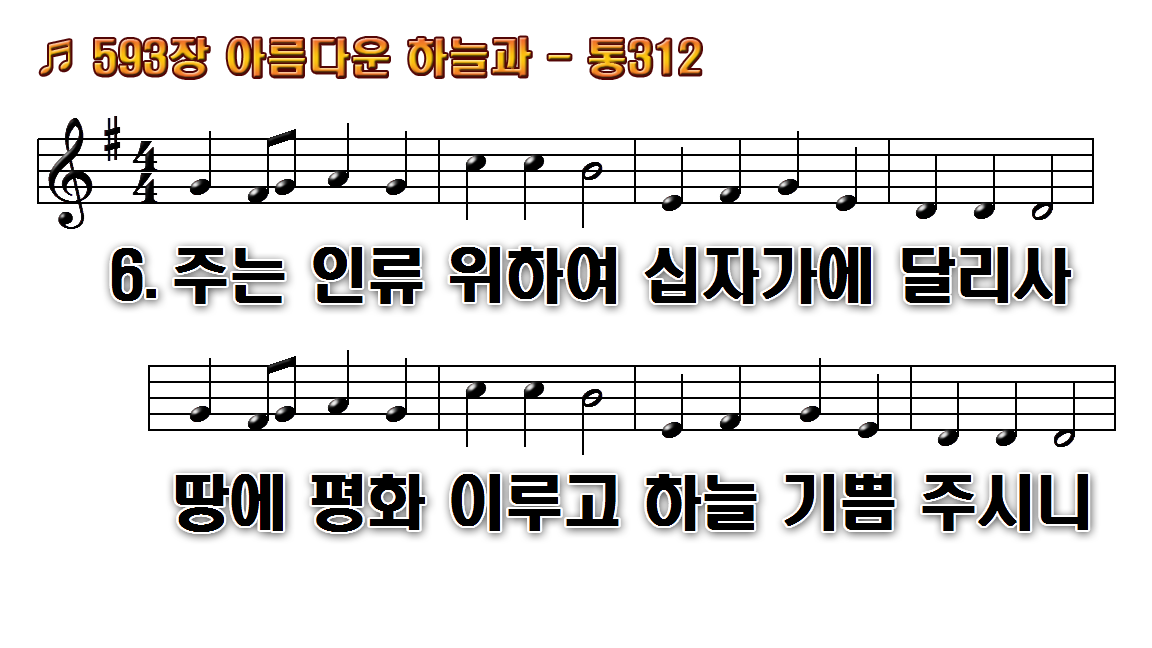 ♬ 593장 아름다운 하늘과 - 통312
4
4
6. 주는 인류 위하여 십자가에 달리사
땅에 평화 이루고 하늘 기쁨 주시니